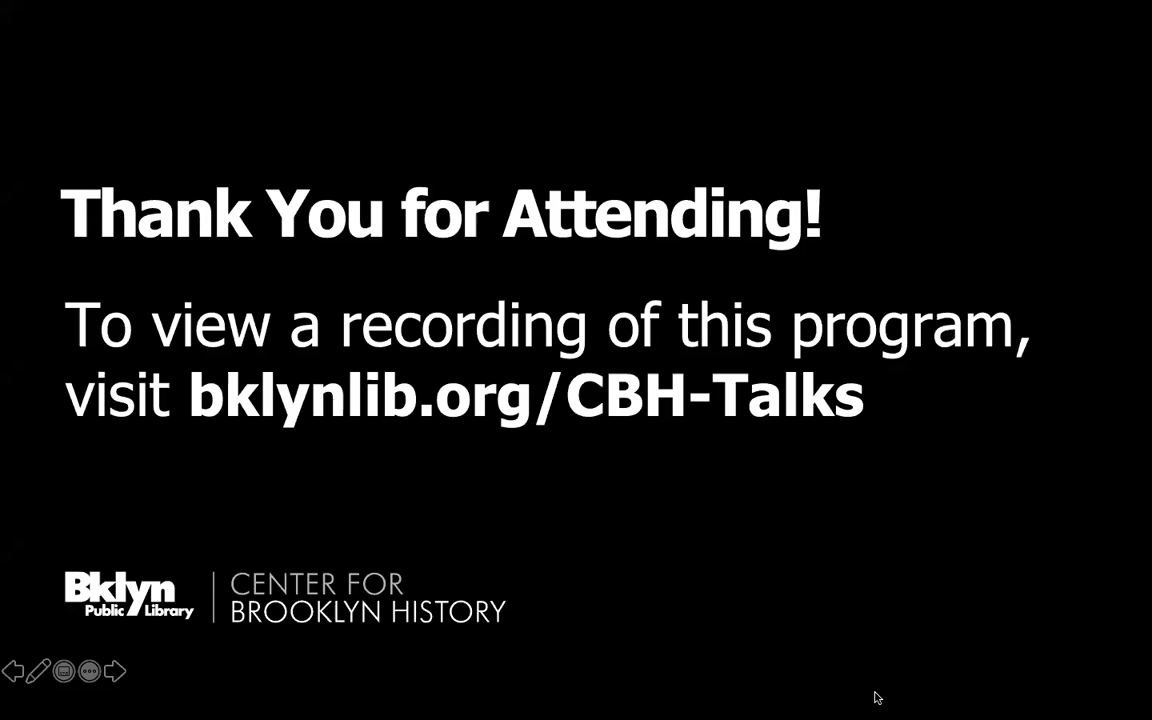 Thank You for Attending!
To view a recording of this program,
visit bklynlib.org/CBH-Talks
Bklyn
Public Library
CENTER FOR
BROOKLYN HISTORY